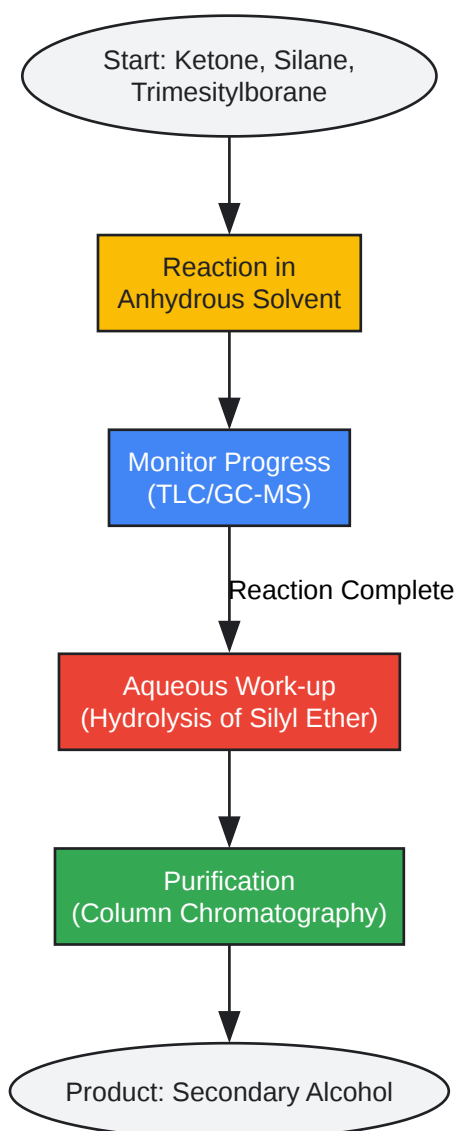 Start: Ketone, Silane,
Trimesitylborane
Reaction in
Anhydrous Solvent
Monitor Progress
(TLC/GC-MS)
Reaction Complete
Aqueous Work-up
(Hydrolysis of Silyl Ether)
Purification
(Column Chromatography)
Product: Secondary Alcohol